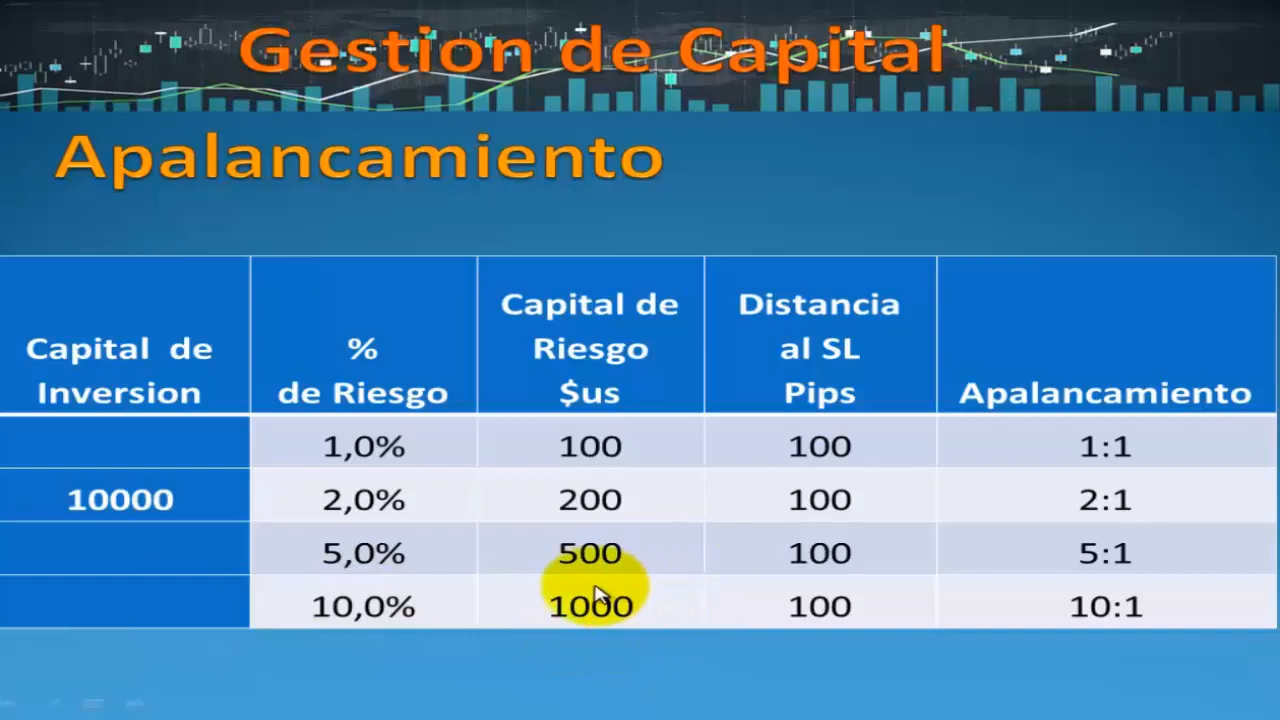 Gestion de Capital
Apalancamiento
Capital de Inversion | % de Riesgo | Capital de Riesgo $us | Distancia al SL Pips | Apalancamiento
1,0% | 100 | 100 | 1:1
10000 | 2,0% | 200 | 100 | 2:1
5,0% | 500 | 100 | 5:1
10,0% | 1000 | 100 | 10:1